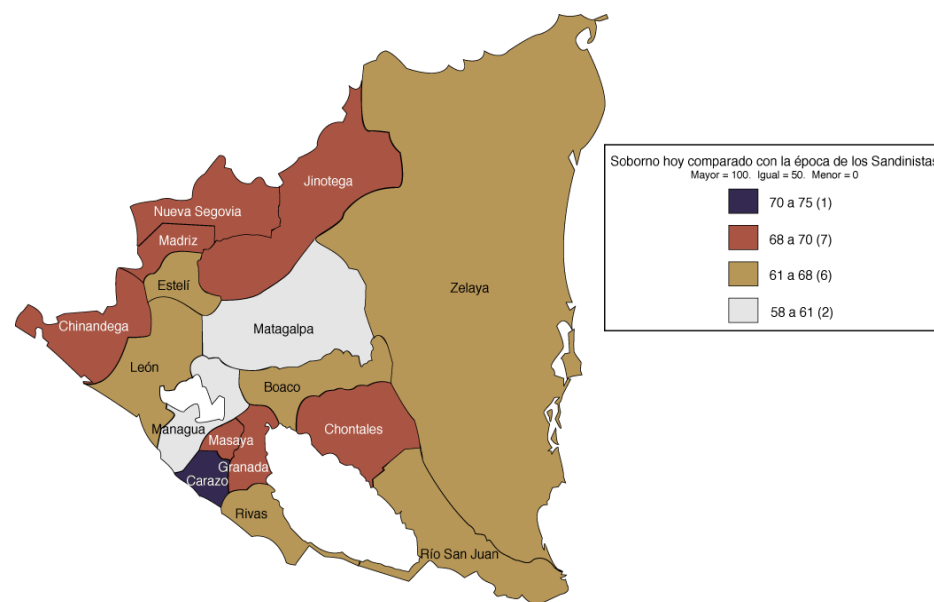 Soborno hoy comparado con la época de los Sandinistas
Mayor = 100. Igual = 50. Menor = 0
70 a 75 (1)
68 a 70 (7)
61 a 68 (6)
58 a 61 (2)
Jinotega
Nueva Segovia
Madriz
Estelí
Zelaya
Chinandega
Matagalpa
León
Boaco
Managua
Chontales
Masaya
Granada
Carazo
Rivas
Río San Juan